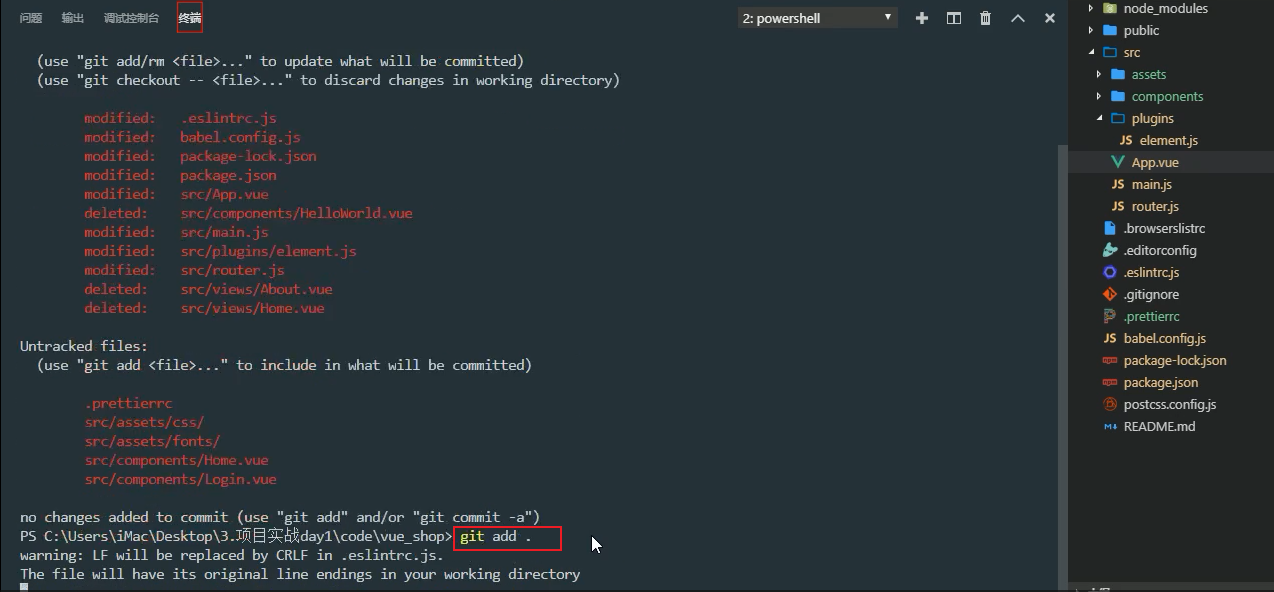 问题 输出 调试控制台 终端 2: powershell
(use "git add/rm <file>..." to update what will be committed)
(use "git checkout -- <file>..." to discard changes in working directory)
modified: .eslintrc.js
modified: babel.config.js
modified: package-lock.json
modified: package.json
modified: src/App.vue
deleted: src/components/HelloWorld.vue
modified: src/main.js
modified: src/plugins/element.js
modified: src/router.js
deleted: src/views/About.vue
deleted: src/views/Home.vue
Untracked files:
(use "git add <file>..." to include in what will be committed)
.prettierrc
src/assets/css/
src/assets/fonts/
src/components/Home.vue
src/components/Login.vue
no changes added to commit (use "git add" and/or "git commit -a")
PS C:\Users\iMac\Desktop\3.项目实战day1\code\vue_shop> git add .
warning: LF will be replaced by CRLF in .eslintrc.js.
The file will have its original line endings in your working directory
node_modules
public
src
assets
components
plugins
JS element.js
App.vue
JS main.js
JS router.js
.browserslistrc
.editorconfig
.eslintrc.js
.gitignore
.prettierrc
JS babel.config.js
package-lock.json
package.json
postcss.config.js
README.md